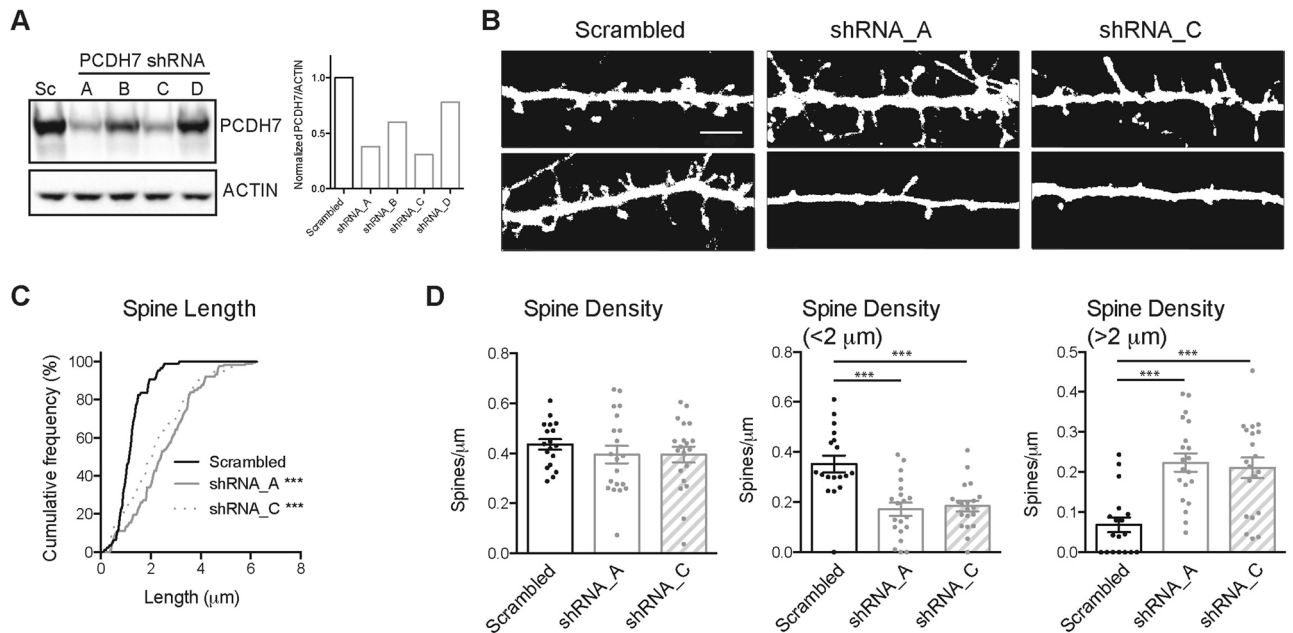 A
PCDH7 shRNA
Sc A B C D
PCDH7
ACTIN
Normalized PCDH7/ACTIN
1.0
0.5
0.0
Scrambled
shRNA_A
shRNA_B
shRNA_C
shRNA_D
B
Scrambled shRNA_A shRNA_C
C
Spine Length
Cumulative frequency (%)
100
80
60
40
20
0
Scrambled
shRNA_A ***
shRNA_C ***
0 2 4 6 8
Length (μm)
D
Spine Density
Spines/μm
0.8
0.6
0.4
0.2
0.0
Scrambled
shRNA_A
shRNA_C
Spine Density
(<2 μm)
Spines/μm
0.8
0.6
0.4
0.2
0.0
***
***
Scrambled
shRNA_A
shRNA_C
Spine Density
(>2 μm)
Spines/μm
0.5
0.4
0.3
0.2
0.1
0.0
***
***
Scrambled
shRNA_A
shRNA_C